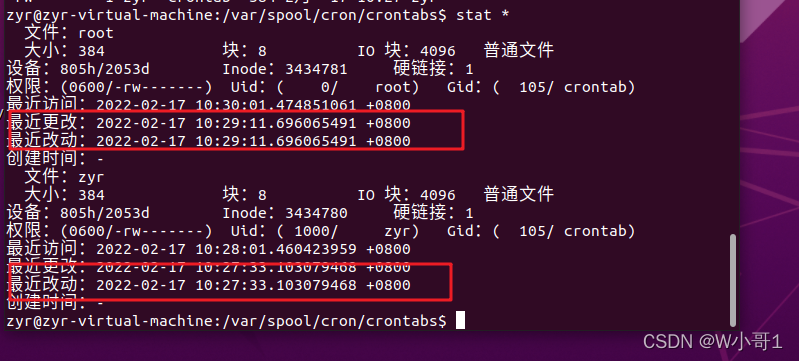 zyr@zyr-virtual-machine:/var/spool/cron/crontabs$ stat *
文件：root
大小：384 块：8 IO 块：4096 普通文件
设备：805h/2053d Inode：3434781 硬链接：1
权限：(0600/-rw-------) Uid：( 0/ root) Gid：( 105/ crontab)
最近访问：2022-02-17 10:30:01.474851061 +0800
最近更改：2022-02-17 10:29:11.696065491 +0800
最近改动：2022-02-17 10:29:11.696065491 +0800
创建时间：-
文件：zyr
大小：384 块：8 IO 块：4096 普通文件
设备：805h/2053d Inode：3434780 硬链接：1
权限：(0600/-rw-------) Uid：( 1000/ zyr) Gid：( 105/ crontab)
最近访问：2022-02-17 10:28:01.460423959 +0800
最近更改：2022-02-17 10:27:33.103079468 +0800
最近改动：2022-02-17 10:27:33.103079468 +0800
创建时间：-
zyr@zyr-virtual-machine:/var/spool/cron/crontabs$
CSDN @W小哥1